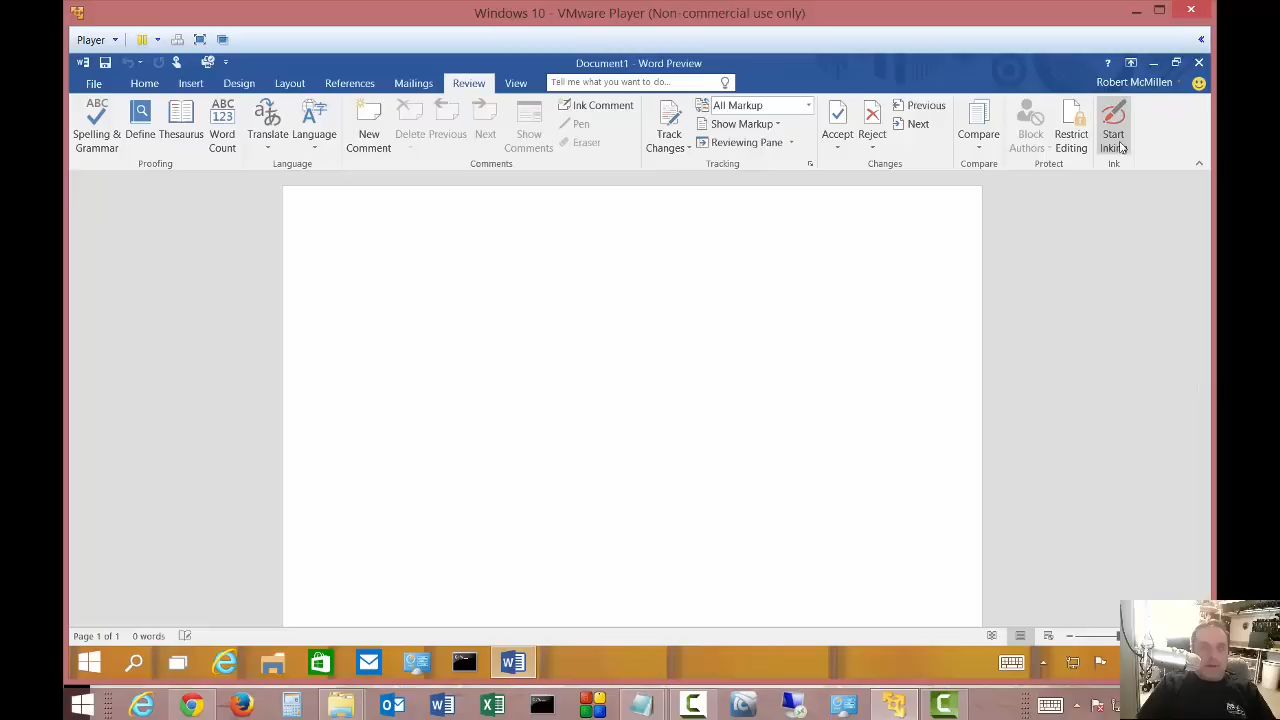 Windows 10 - VMware Player (Non-commercial use only)
Player
Document1 - Word Preview
File Home Insert Design Layout References Mailings Review View Tell me what you want to do... Robert McMillen
Spelling & Grammar
Define
Thesaurus
Word Count
Proofing
Translate
Language
Language
New Comment
Delete
Previous
Next
Show Comments
Ink Comment
Pen
Eraser
Comments
Track Changes
All Markup
Show Markup
Reviewing Pane
Tracking
Accept
Reject
Previous
Next
Changes
Compare
Compare
Block Authors
Restrict Editing
Protect
Start Inking
Ink
Page 1 of 1 0 words